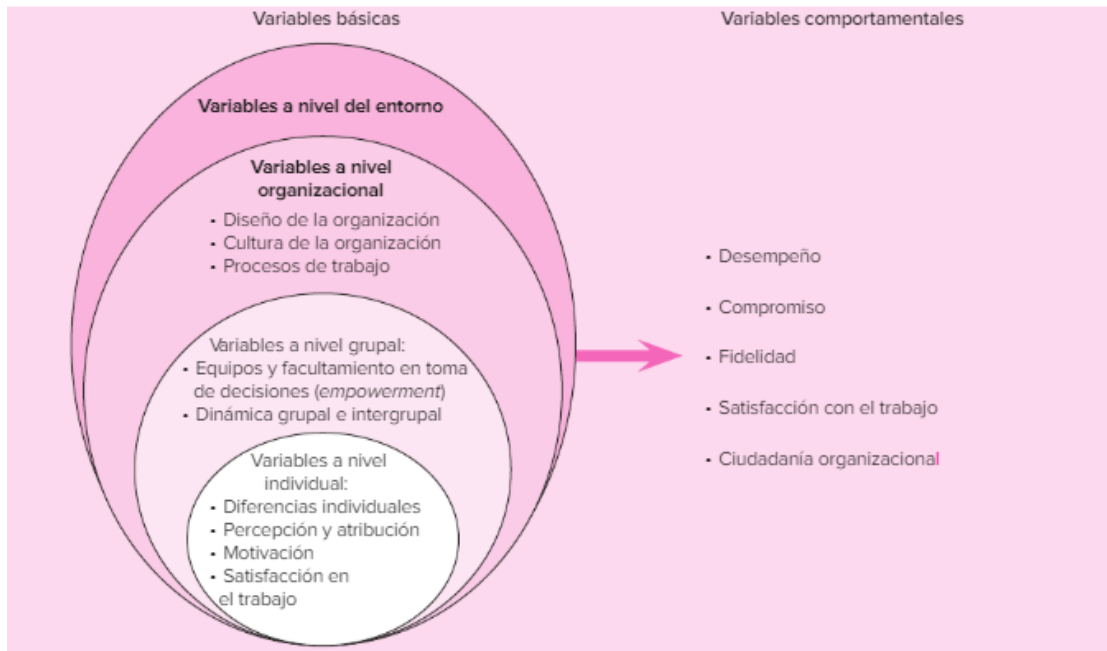 Variables básicas
Variables comportamentales
Variables a nivel del entorno
Variables a nivel
organizacional
• Diseño de la organización
• Cultura de la organización
• Procesos de trabajo
Variables a nivel grupal:
• Equipos y facultamiento en toma
de decisiones (empowerment)
• Dinámica grupal e intergrupal
Variables a nivel
individual:
• Diferencias individuales
• Percepción y atribución
• Motivación
• Satisfacción en
el trabajo
• Desempeño
• Compromiso
• Fidelidad
• Satisfacción con el trabajo
• Ciudadanía organizacional